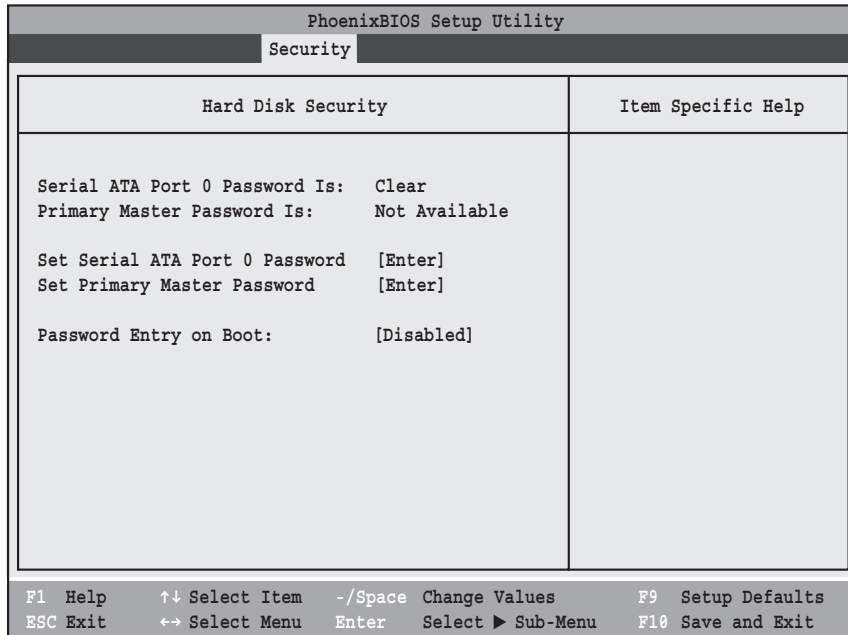 PhoenixBIOS Setup Utility
Security
Hard Disk Security
Item Specific Help
Serial ATA Port 0 Password Is: Clear
Primary Master Password Is: Not Available
Set Serial ATA Port 0 Password [Enter]
Set Primary Master Password [Enter]
Password Entry on Boot: [Disabled]
F1 Help ↑↓ Select Item -/Space Change Values F9 Setup Defaults
ESC Exit ←→ Select Menu Enter Select ▶ Sub-Menu F10 Save and Exit